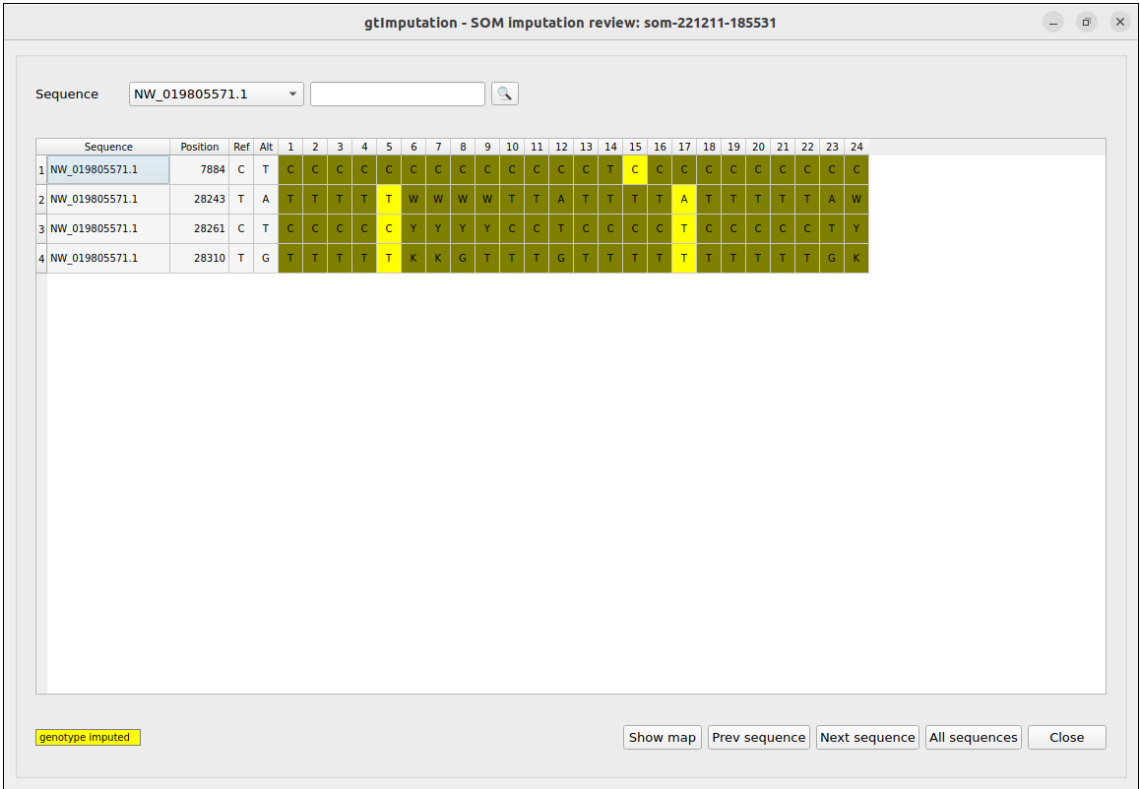 gtImputation - SOM imputation review: som-221211-185531
Sequence NW_019805571.1
Sequence Position Ref Alt 1 2 3 4 5 6 7 8 9 10 11 12 13 14 15 16 17 18 19 20 21 22 23 24
1 NW_019805571.1 7884 C T C C C C C C C C C C C C C T C C C C C C C C C C
2 NW_019805571.1 28243 T A T T T T T W W W W T T A T T T T A T T T T T A W
3 NW_019805571.1 28261 C T C C C C C Y Y Y Y C C T C C C C T C C C C C T Y
4 NW_019805571.1 28310 T G T T T T T K K G T T T G T T T T T T T T T T G K
genotype imputed
Show map Prev sequence Next sequence All sequences Close